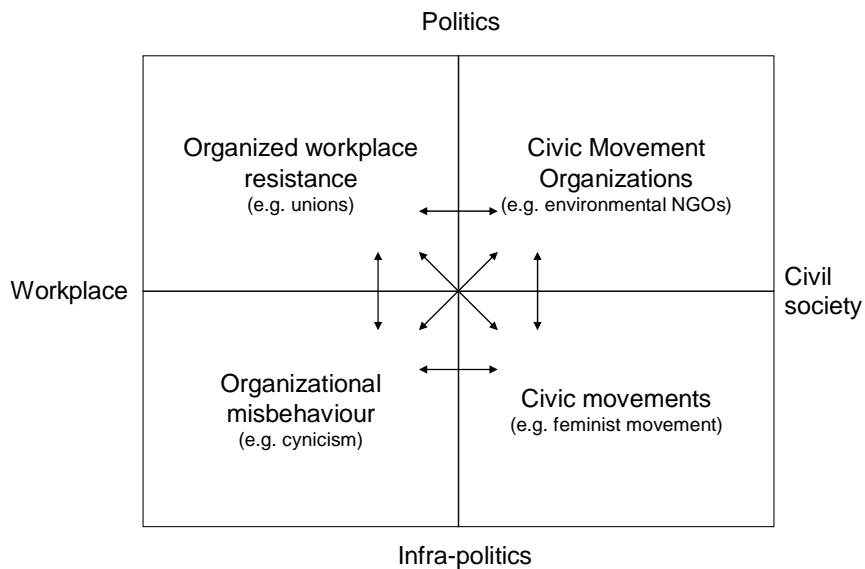 Politics
Organized workplace
resistance
(e.g. unions)
Civic Movement
Organizations
(e.g. environmental NGOs)
Workplace
Civil
society
Organizational
misbehaviour
(e.g. cynicism)
Civic movements
(e.g. feminist movement)
Infra-politics